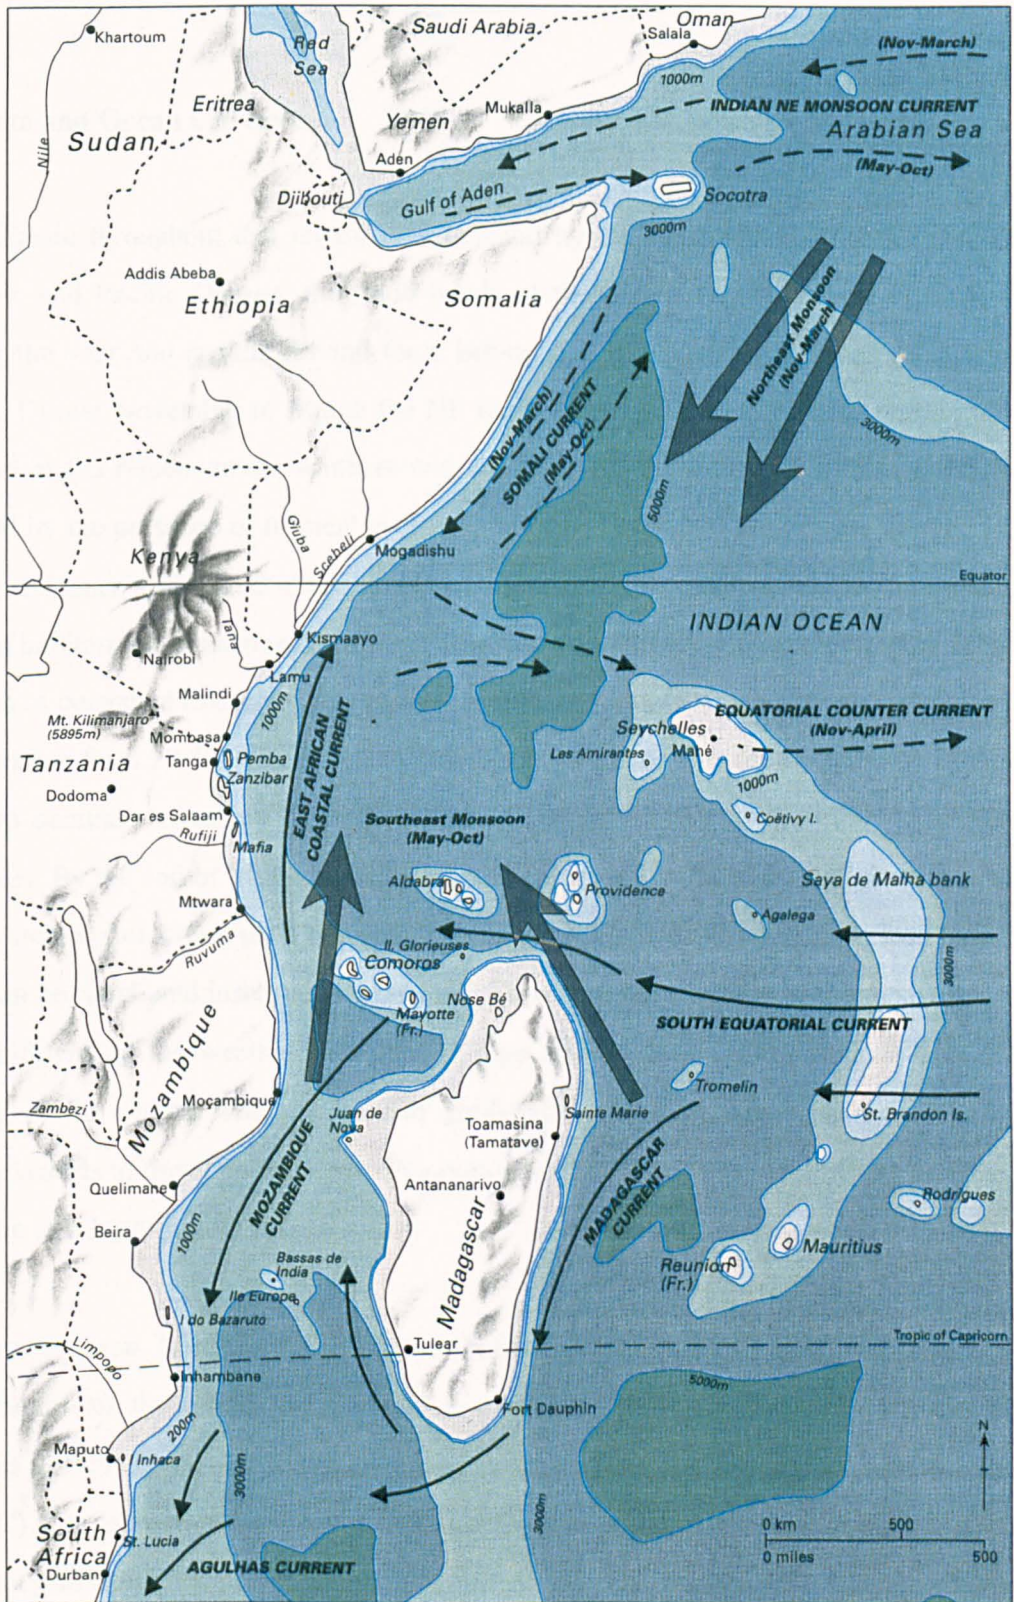 Khartoum
Red
Sea
Saudi Arabia
Oman
Salala
(Nov-March)
1000m
Eritrea
Mukalla
INDIAN NE MONSOON CURRENT
Nile
Sudan
Yemen
Arabian Sea
(May-Oct)
Aden
Djibouti
Gulf of Aden
Socotra
3000m
Addis Abeba
Ethiopia
Somalia
Northeast Monsoon
(Nov-March)
(Nov-March)
SOMALI CURRENT
(May-Oct)
3000m
5000m
Giuba
Scebeli
Kenya
Mogadishu
Equator
INDIAN OCEAN
Tana
Kismaayo
Nairobi
Lamu
Malindi
1000m
Mt. Kilimanjaro
(5895m)
Mombasa
Seychelles
EQUATORIAL COUNTER CURRENT
(Nov-April)
Les Amirantes
Mahé
Tanzania
Tanga
Pemba
Zanzibar
1000m
Dodoma
EAST AFRICAN
COASTAL CURRENT
Dar es Salaam
Southeast Monsoon
(May-Oct)
Coëtivy I.
Rufiji
Mafia
Aldabra
Providence
Saya de Malha bank
Mtwara
Agalega
Ruvuma
Il. Glorieuses
Comoros
3000m
Nose Bé
Mayotte
(Fr.)
SOUTH EQUATORIAL CURRENT
Mozambique
Tromelin
Zambezi
Moçambique
Juan de
Nova
Sainte Marie
St. Brandon Is.
Toamasina
(Tamatave)
MOZAMBIQUE
CURRENT
MADAGASCAR
CURRENT
Quelimane
Antananarivo
Rodrigues
Beira
1000m
Madagascar
Bassas de
India
Mauritius
Reunion
(Fr.)
Ile Europe
I do Bazaruto
Tulear
Tropic of Capricorn
Limpopo
Inhambane
5000m
200m
Fort Dauphin
Maputo
I Inhaca
3000m
3000m
N
South
Africa
St. Lucia
0 km
500
0 miles
500
AGULHAS CURRENT
Durban